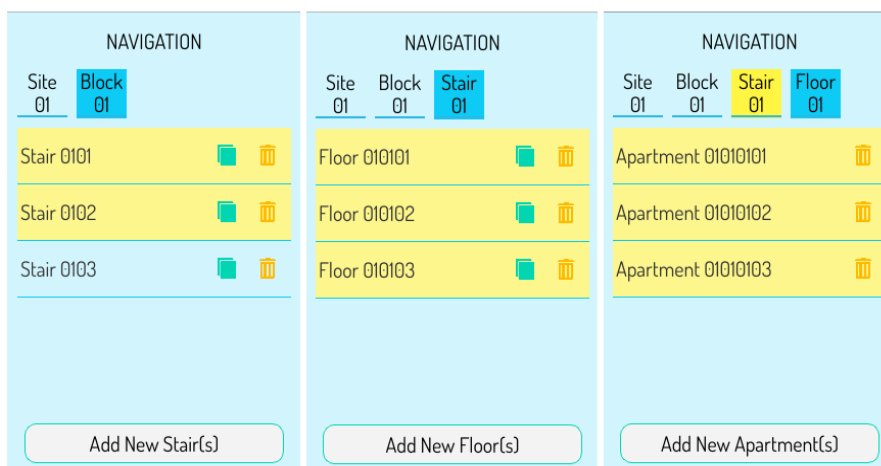 NAVIGATION
Site Block
01 01
Stair 0101
Stair 0102
Stair 0103
Add New Stair(s)
NAVIGATION
Site Block Stair
01 01 01
Floor 010101
Floor 010102
Floor 010103
Add New Floor(s)
NAVIGATION
Site Block Stair Floor
01 01 01 01
Apartment 01010101
Apartment 01010102
Apartment 01010103
Add New Apartment(s)